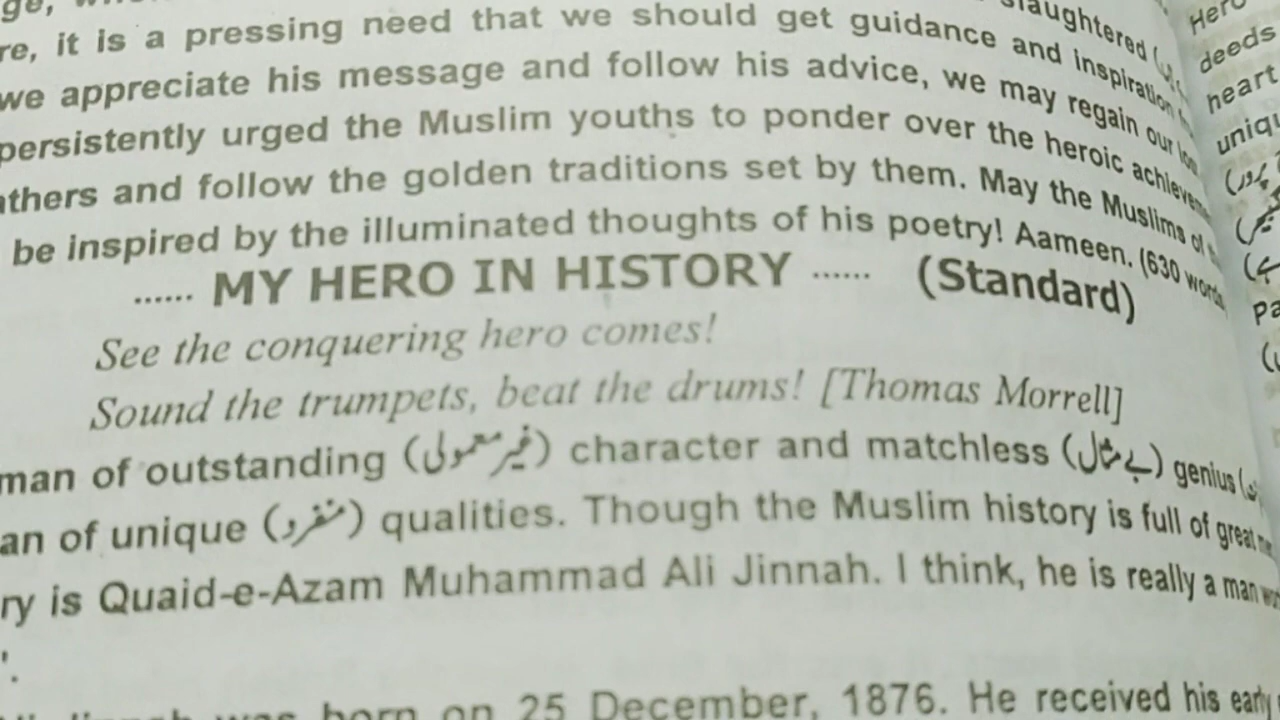 it is a pressing need that we should get guidance and inspiration
we appreciate his message and follow his advice, we may regain our
persistently urged the Muslim youths to ponder over the heroic
and follow the golden traditions set by them. May the Muslims of
be inspired by the illuminated thoughts of his poetry! Aameen. (630 words
...... MY HERO IN HISTORY ...... (Standard)
See the conquering hero comes!
Sound the trumpets, beat the drums! [Thomas Morrell]
man of outstanding (غیر معمولی) character and matchless (بے مثال) genius
of unique (منفرد) qualities. Though the Muslim history is full of great
is Quaid-e-Azam Muhammad Ali Jinnah. I think, he is really a man
born on 25 December, 1876. He received his early
deeds
heart